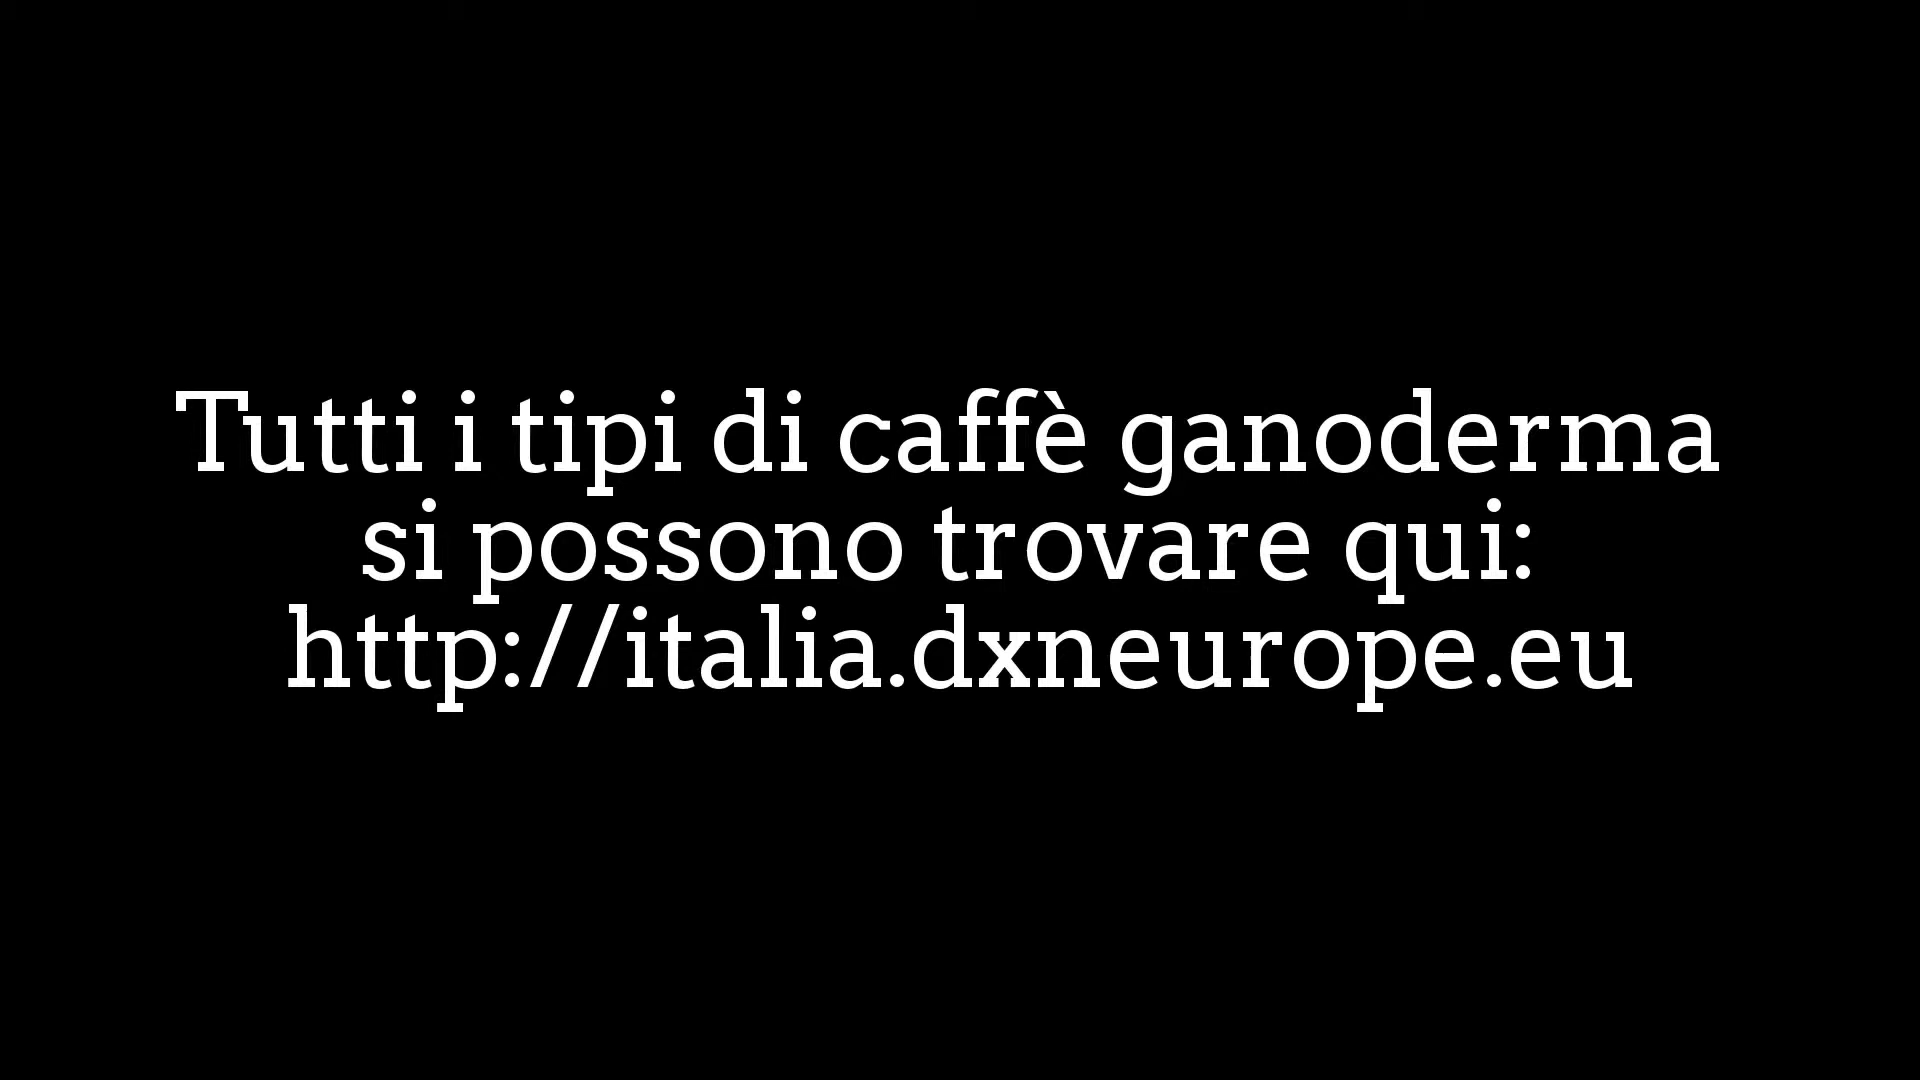 Tutti i tipi di caffè ganoderma
si possono trovare qui:
http://italia.dxneurope.eu